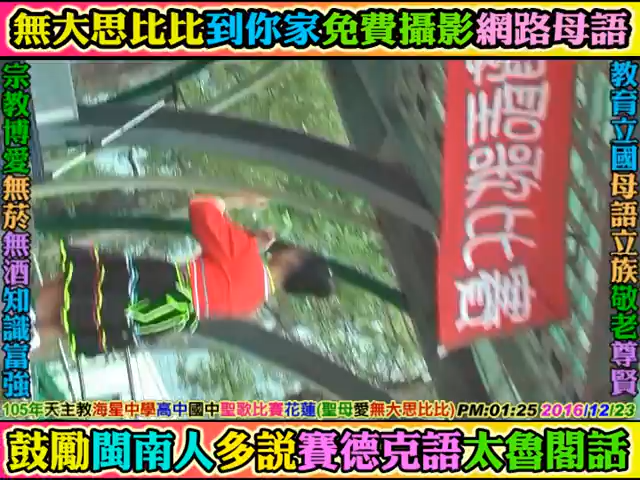 無大思比比到你家免費攝影網路母語
宗教博愛無菸無酒知識富強
教育立國母語立族敬老尊賢
聖歌比賽
105年天主教海星中學高中國中聖歌比賽花蓮(聖母愛無大思比比)PM:01:25 2016/12/23
鼓勵閩南人多説賽德克語太魯閣話